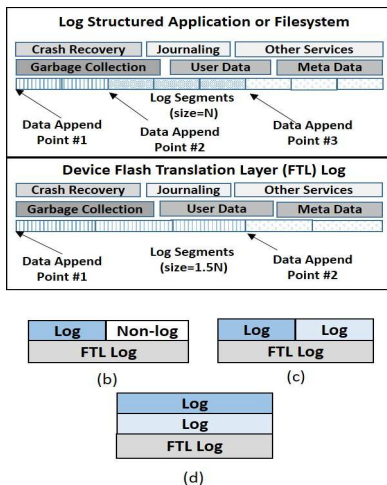 Log Structured Application or Filesystem
Crash Recovery Journaling Other Services
Garbage Collection User Data Meta Data
Log Segments
(size=N)
Data Append
Point #1
Data Append
Point #2
Data Append
Point #3
Device Flash Translation Layer (FTL) Log
Crash Recovery Journaling Other Services
Garbage Collection User Data Meta Data
Log Segments
(size=1.5N)
Data Append
Point #1
Data Append
Point #2
Log Non-log
FTL Log
(b)
Log Log
FTL Log
(c)
Log
Log
FTL Log
(d)